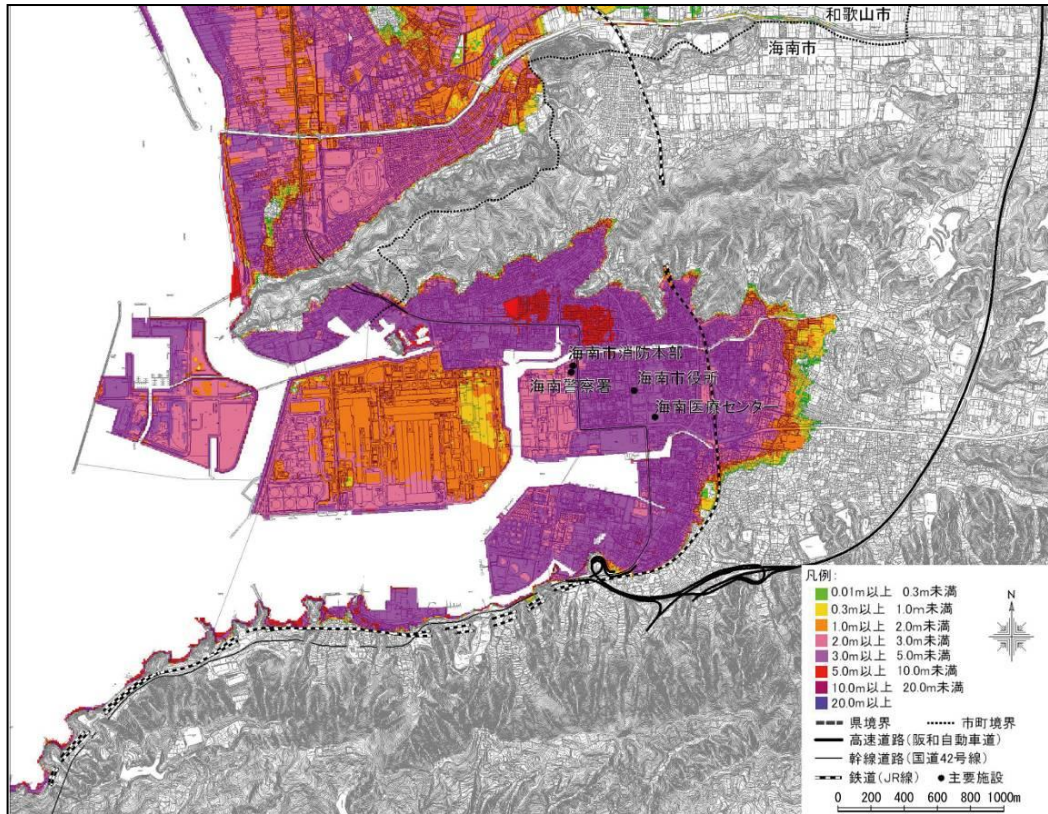 和歌山市
海南市
海南市消防本部
海南警察署
海南市役所
海南医療センター
凡例:
0.01m以上 0.3m未満
0.3m以上 1.0m未満
1.0m以上 2.0m未満
2.0m以上 3.0m未満
3.0m以上 5.0m未満
5.0m以上 10.0m未満
10.0m以上 20.0m未満
20.0m以上
県境界 市町境界
高速道路(阪和自動車道)
幹線道路(国道42号線)
鉄道(JR線) ●主要施設
N
0 200 400 600 800 1000m